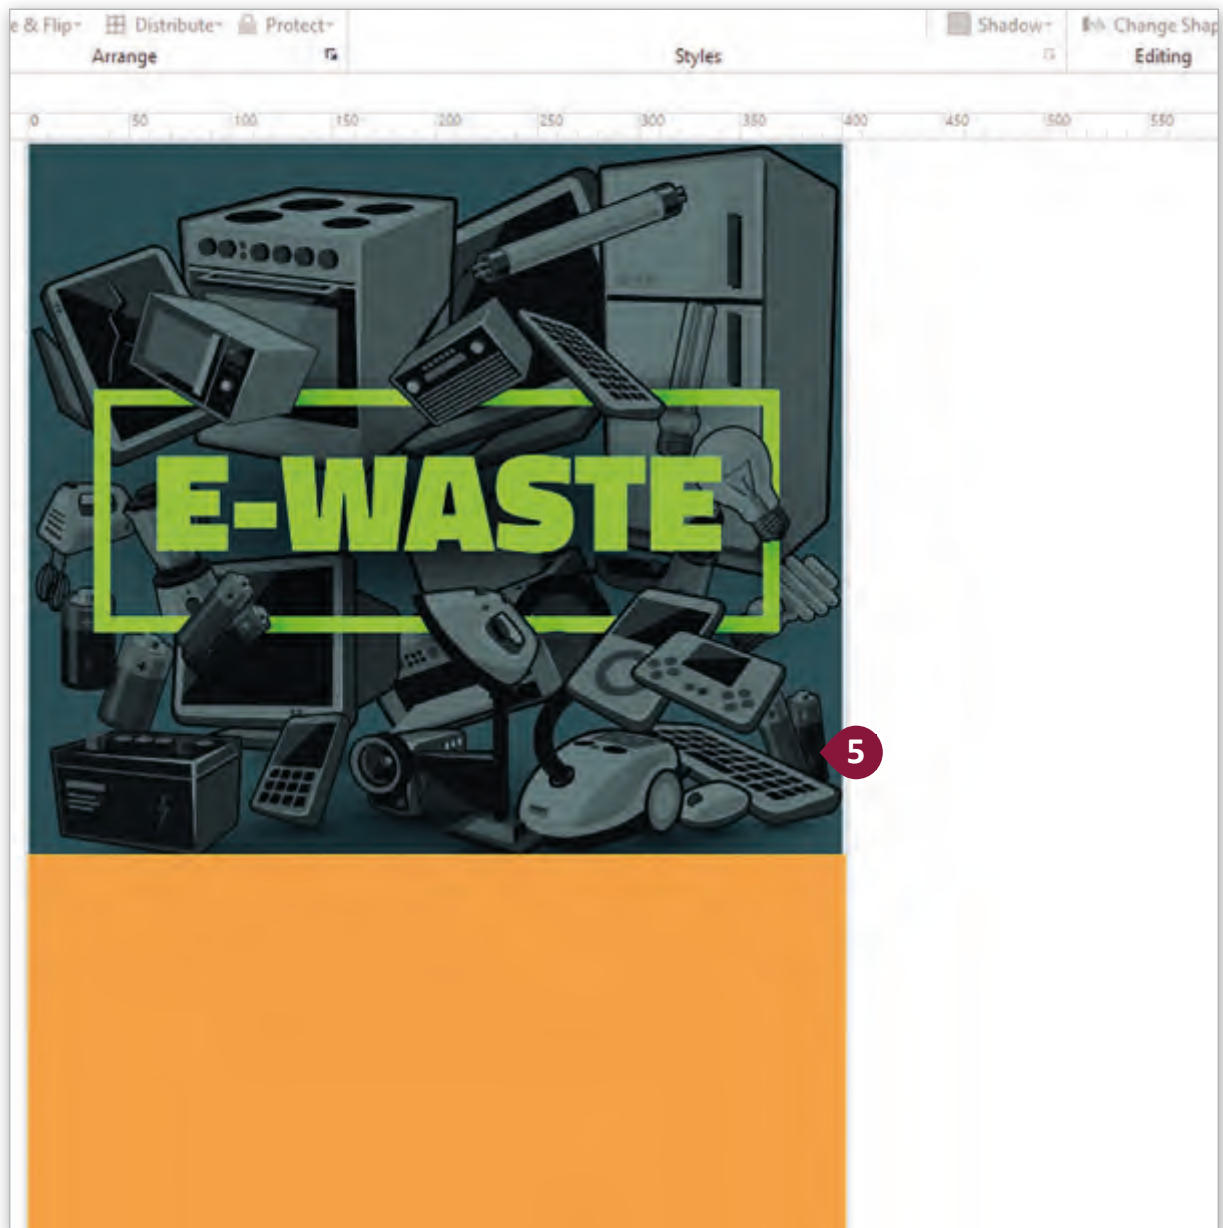 e & Flip Distribute Protect Shadow Change Shap
Arrange Styles Editing
0 50 100 150 200 250 300 350 400 450 500 550
E-WASTE
5